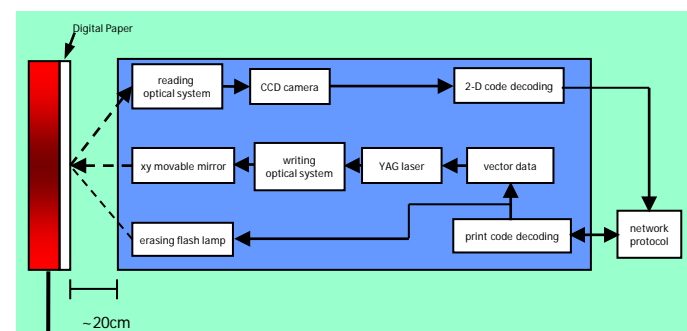 Digital Paper
reading
optical system
CCD camera
2-D code decoding
xy movable mirror
writing
optical system
YAG laser
vector data
erasing flash lamp
print code decoding
network
protocol
~20cm